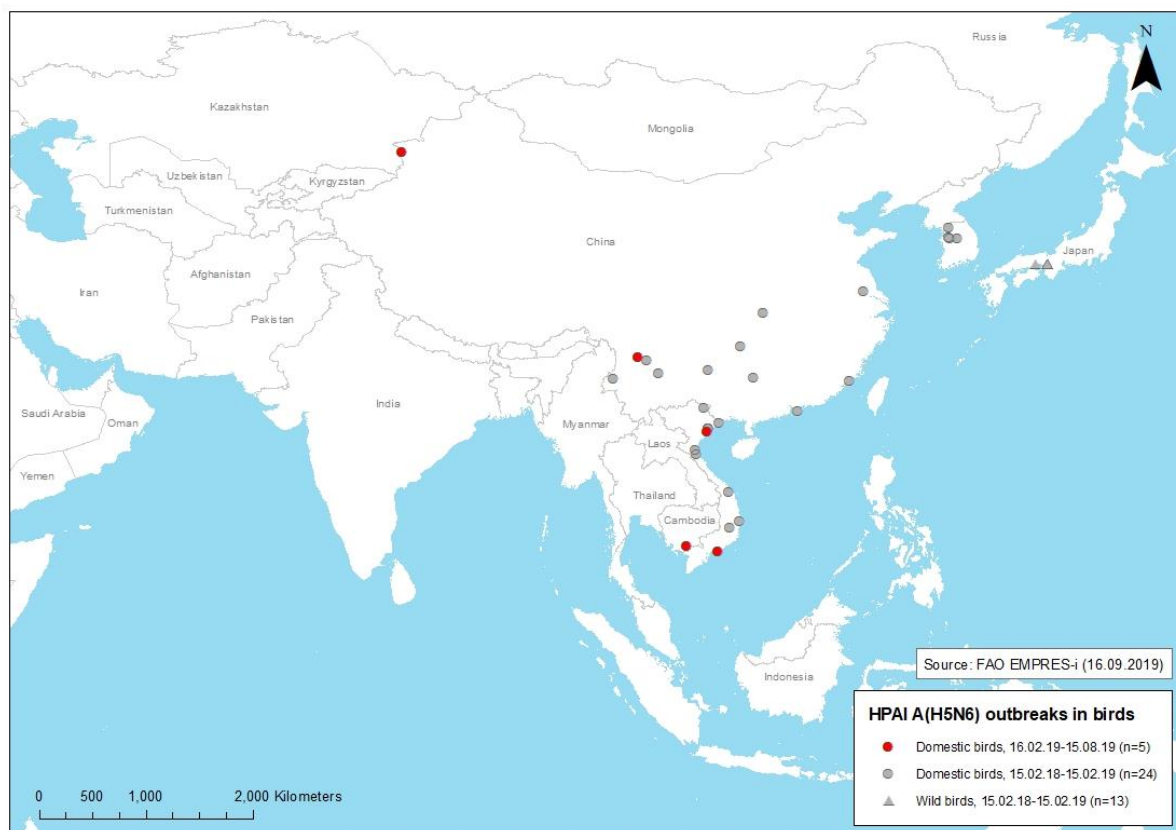 Russia
N
Kazakhstan
Mongolia
Uzbekistan
Kyrgyzstan
Turkmenistan
China
Japan
Afghanistan
Iran
Pakistan
India
Saudi Arabia
Oman
Myanmar
Laos
Yemen
Thailand
Cambodia
Indonesia
Source: FAO EMPRES-i (16.09.2019)
HPAI A(H5N6) outbreaks in birds
Domestic birds, 16.02.19-15.08.19 (n=5)
Domestic birds, 15.02.18-15.02.19 (n=24)
Wild birds, 15.02.18-15.02.19 (n=13)
0 500 1,000 2,000 Kilometers